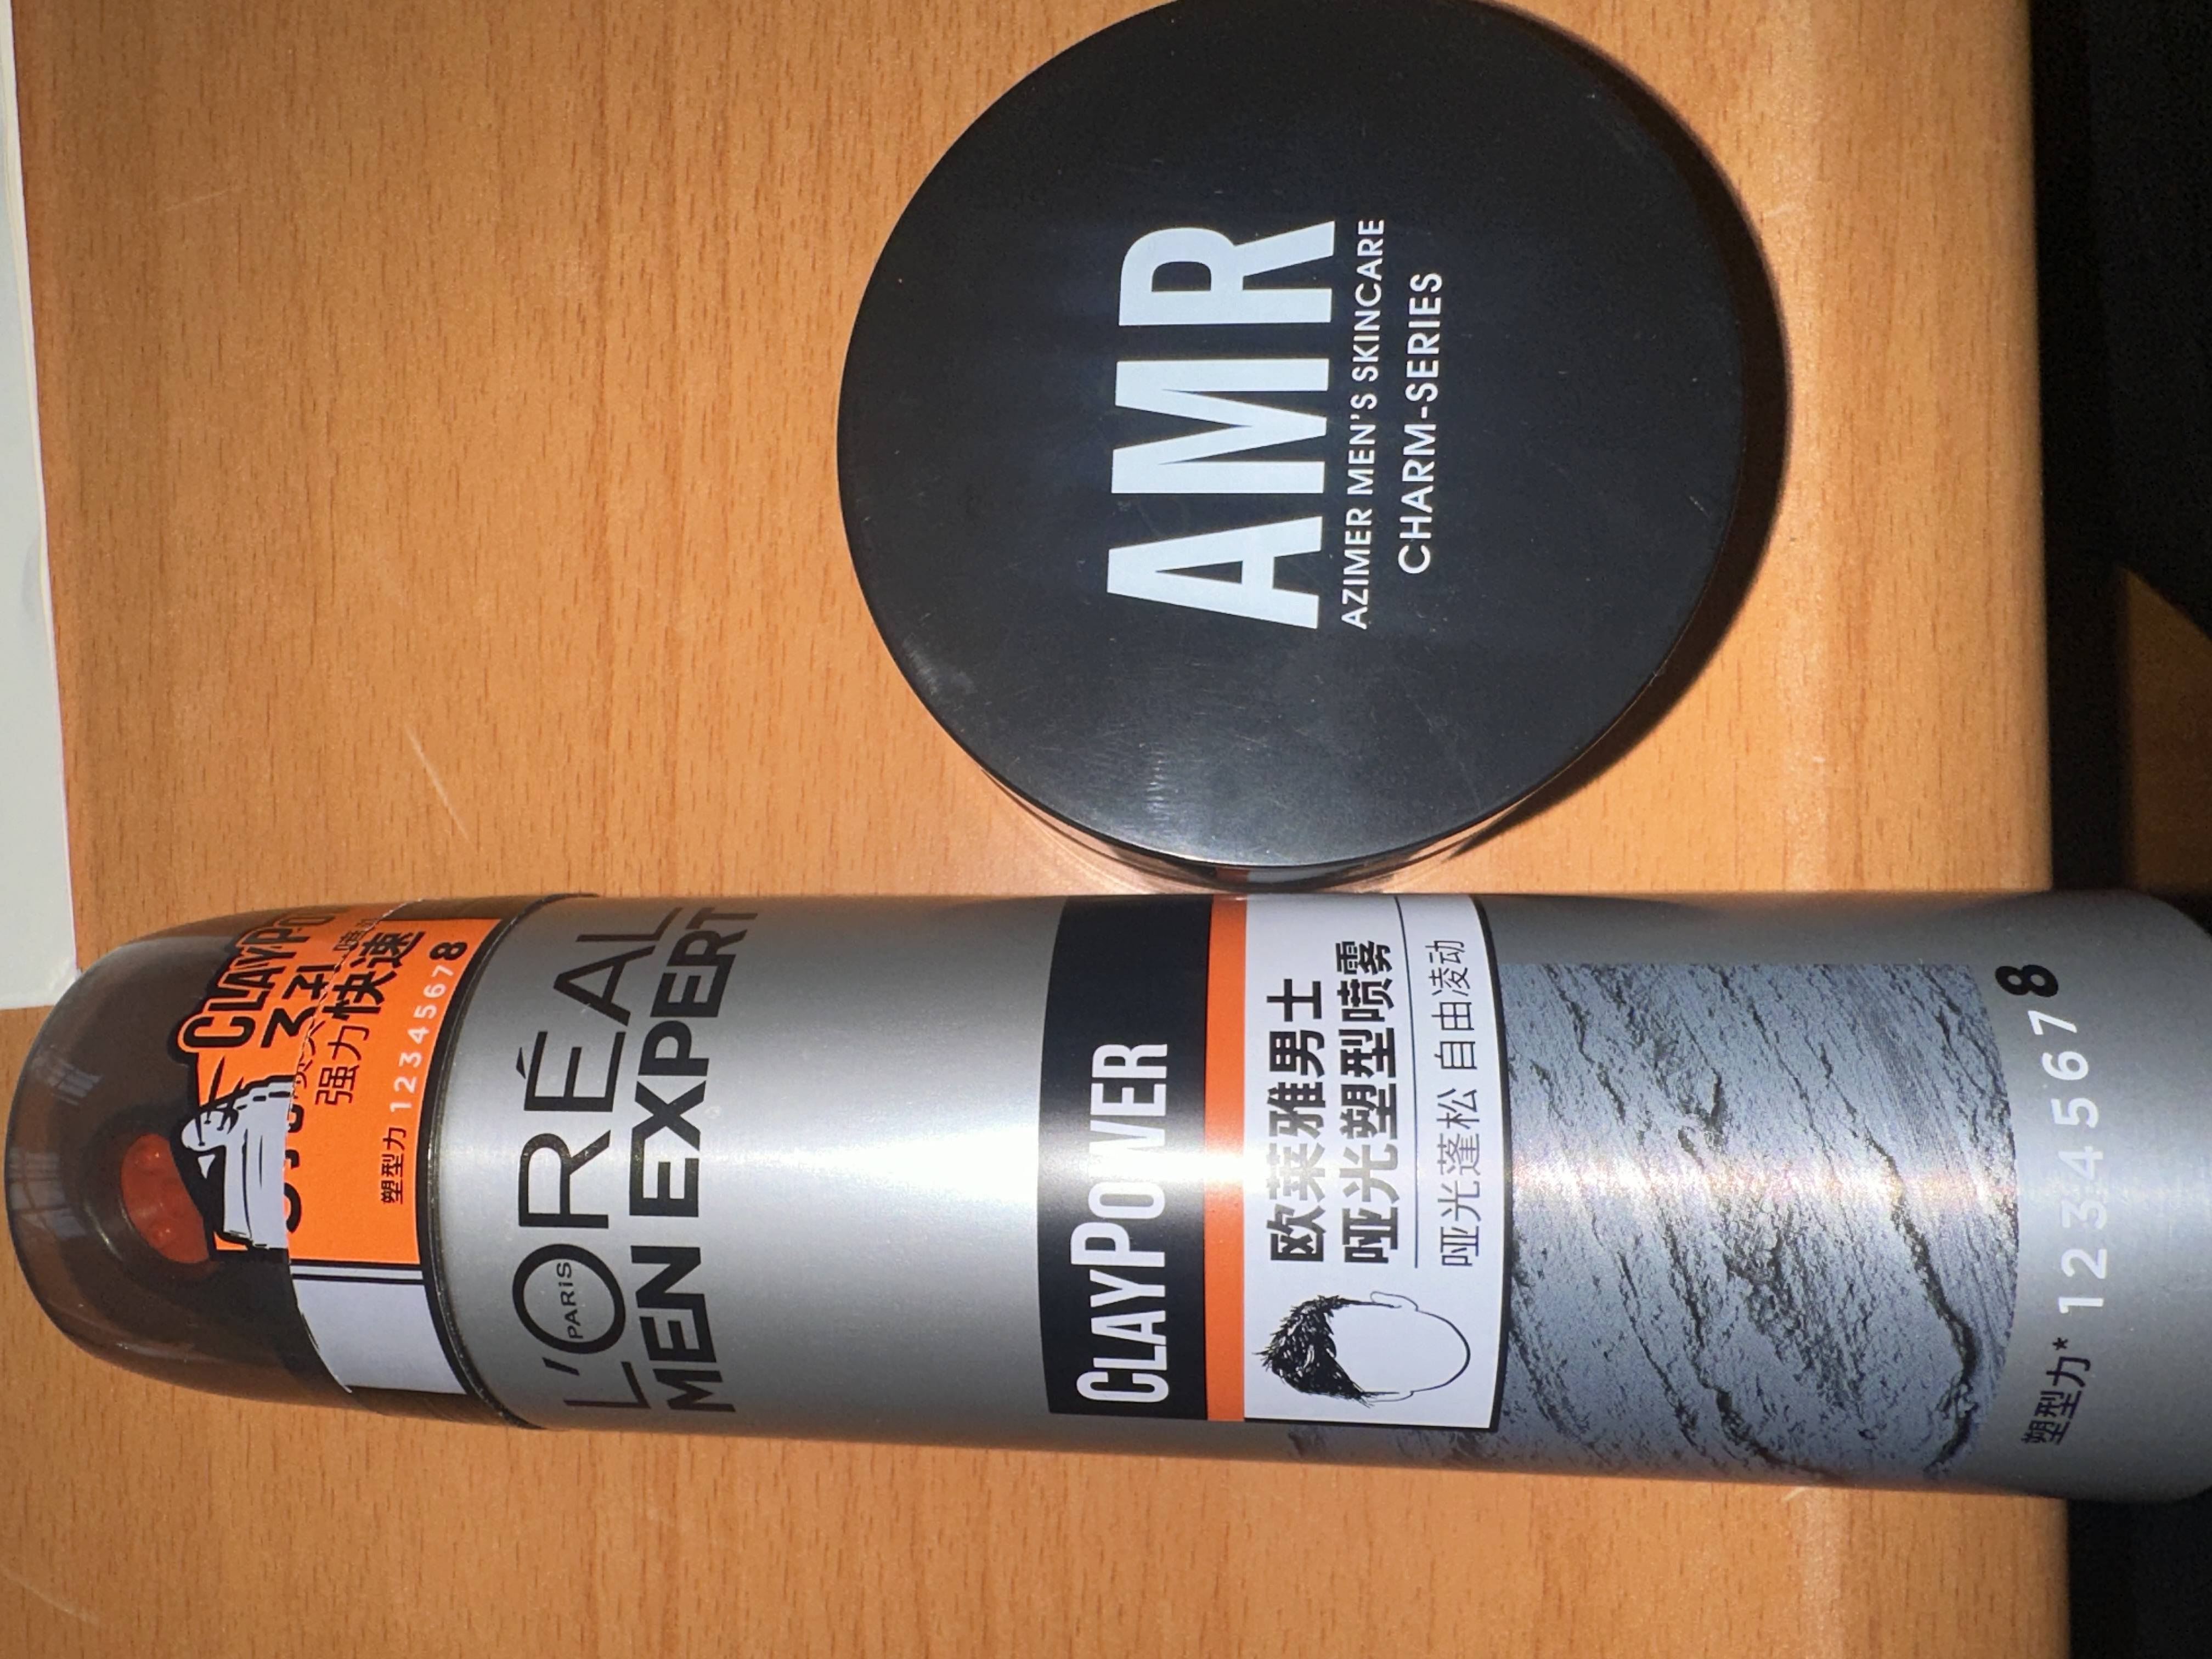 AMR
AZIMER MEN'S SKINCARE
CHARM-SERIES
CLAYPO
强力 快速
塑型力 1 2 3 4 5 6 7 8
L'ORÉAL
PARIS
MEN EXPERT
CLAYPOWER
欧莱雅男士
哑光塑型喷雾
哑光蓬松 自由凌动
塑型力* 1 2 3 4 5 6 7 8